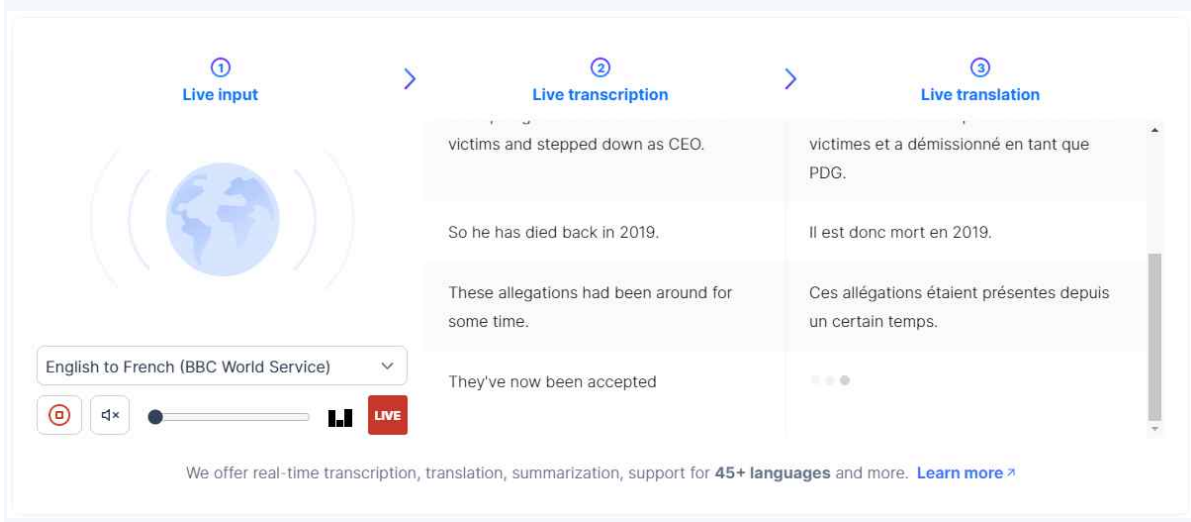 1
Live input
English to French (BBC World Service)
LIVE
2
Live transcription
victims and stepped down as CEO.
So he has died back in 2019.
These allegations had been around for
some time.
They've now been accepted
3
Live translation
victimes et a démissionné en tant que
PDG.
Il est donc mort en 2019.
Ces allégations étaient présentes depuis
un certain temps.
We offer real-time transcription, translation, summarization, support for 45+ languages and more. Learn more